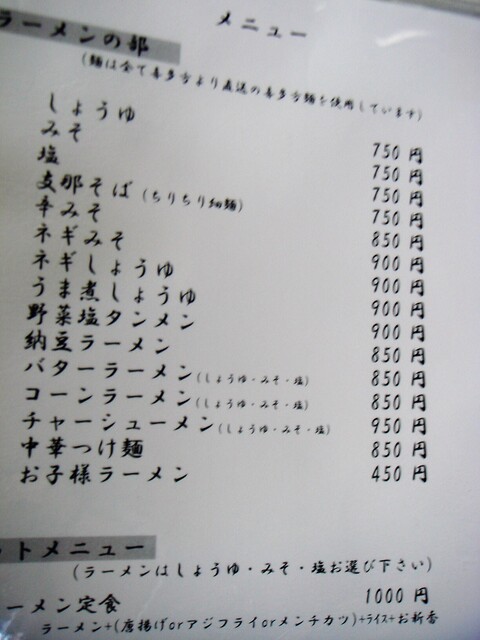 メニュー
ラーメンの部
(麺は全て喜多方より直送の喜多方麺を使用しています)
しょうゆ 750円
みそ 750円
塩 750円
支那そば(ちりちり細麺) 750円
辛みそ 850円
ネギみそ 900円
ネギしょうゆ 900円
うま煮しょうゆ 900円
野菜塩タンメン 900円
納豆ラーメン 850円
バターラーメン(しょうゆ・みそ・塩) 850円
コーンラーメン(しょうゆ・みそ・塩) 850円
チャーシューメン(しょうゆ・みそ・塩) 950円
中華つけ麺 850円
お子様ラーメン 450円
ットメニュー
(ラーメンはしょうゆ・みそ・塩お選び下さい)
ーメン定食 1000円
ラーメン+(唐揚げorアジフライorメンチカツ)+ライス+お新香